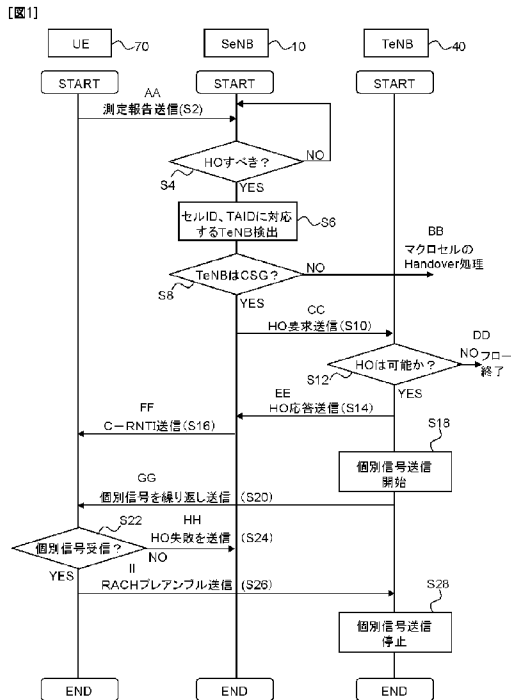 [図1]
UE
70
SeNB
10
TeNB
40
START
START
START
AA
測定報告送信(S2)
HOすべき？
NO
S4
YES
セルID、TAIDに対応
するTeNB検出
S6
BB
マクロセルの
Handover処理
TeNBはCSG？
NO
S8
YES
CC
HO要求送信(S10)
DD
HOは可能か？
NO
フロー
終了
S12
YES
EE
HO応答送信(S14)
FF
C－RNTI送信(S16)
S18
個別信号送信
開始
GG
個別信号を繰り返し送信 (S20)
S22
HH
個別信号受信？
HO失敗を送信 (S24)
NO
YES
II
RACHプレアンブル送信 (S26)
S28
個別信号送信
停止
END
END
END